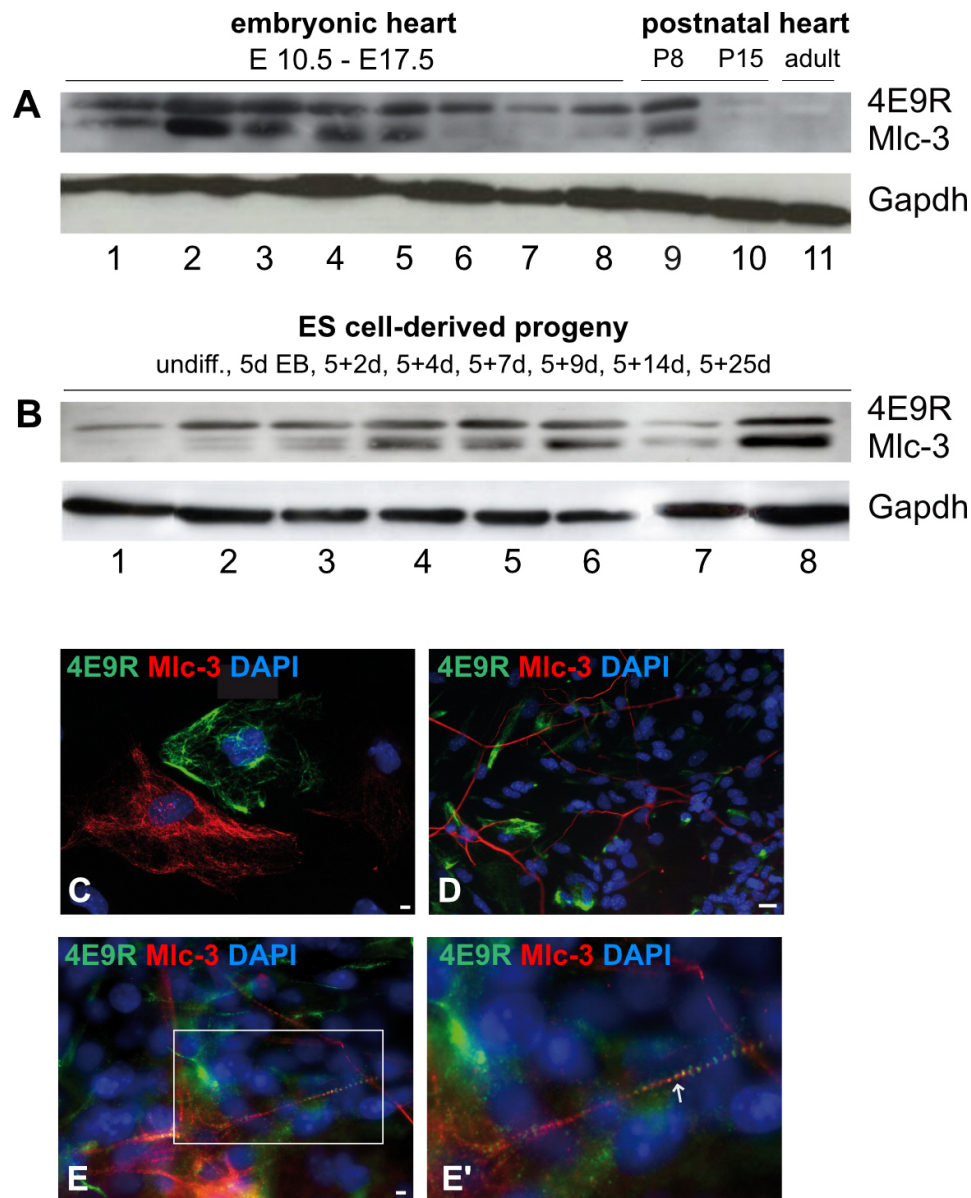 embryonic heart postnatal heart
E 10.5 - E17.5 P8 P15 adult
A 4E9R
Mlc-3
Gapdh
1 2 3 4 5 6 7 8 9 10 11
ES cell-derived progeny
undiff., 5d EB, 5+2d, 5+4d, 5+7d, 5+9d, 5+14d, 5+25d
B 4E9R
Mlc-3
Gapdh
1 2 3 4 5 6 7 8
4E9R Mlc-3 DAPI 4E9R Mlc-3 DAPI
C D
4E9R Mlc-3 DAPI 4E9R Mlc-3 DAPI
E E'